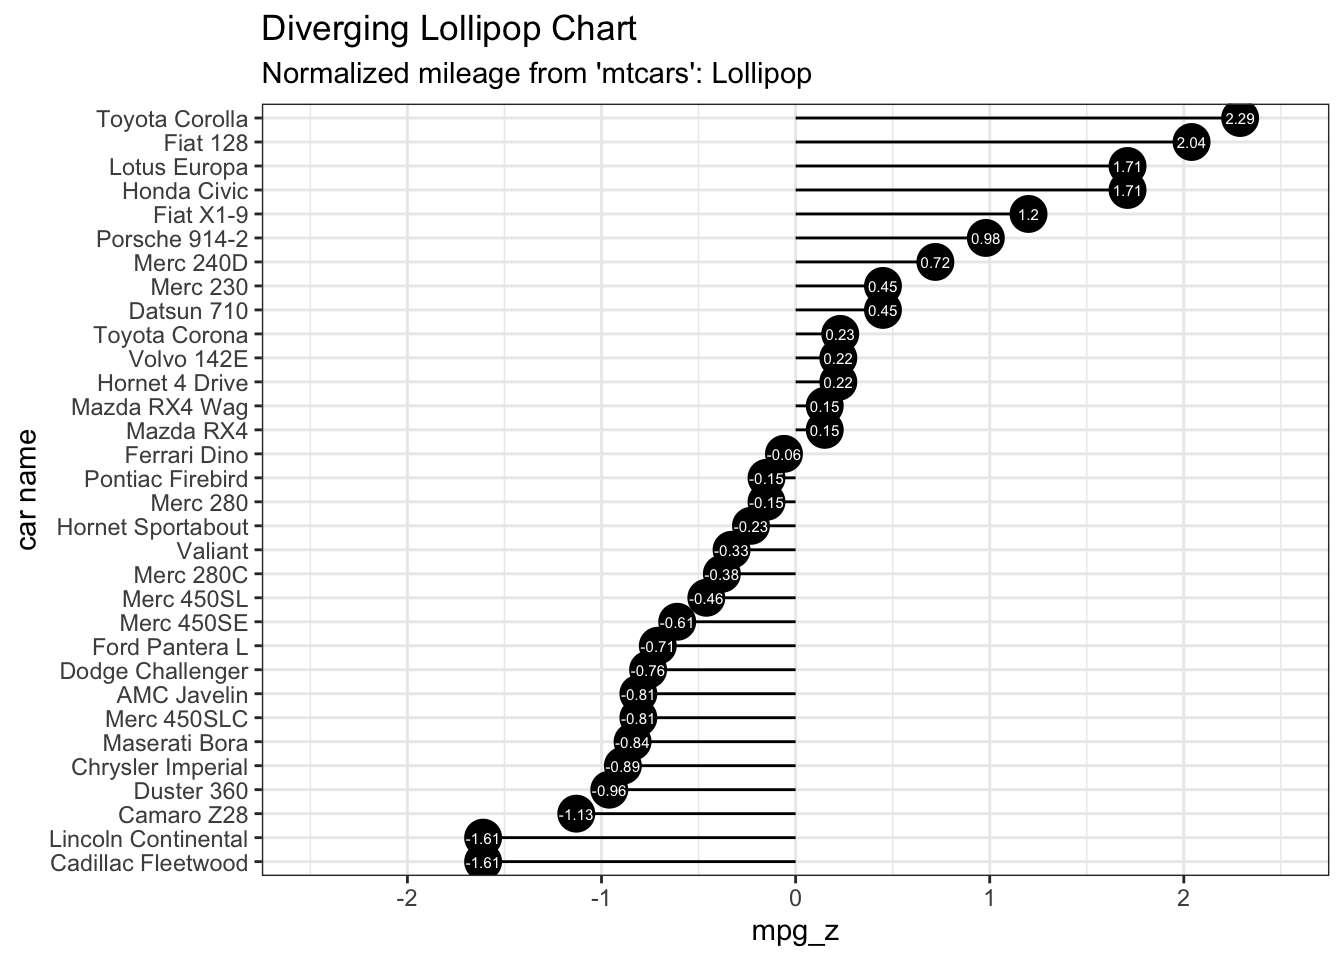 Diverging Lollipop Chart
Normalized mileage from 'mtcars': Lollipop
Toyota Corolla 2.29
Fiat 128 2.04
Lotus Europa 1.71
Honda Civic 1.71
Fiat X1-9 1.2
Porsche 914-2 0.98
Merc 240D 0.72
Merc 230 0.45
Datsun 710 0.45
Toyota Corona 0.23
Volvo 142E 0.22
Hornet 4 Drive 0.22
Mazda RX4 Wag 0.15
Mazda RX4 0.15
Ferrari Dino -0.06
Pontiac Firebird -0.15
Merc 280 -0.15
Hornet Sportabout -0.23
Valiant -0.33
Merc 280C -0.38
Merc 450SL -0.46
Merc 450SE -0.61
Ford Pantera L -0.71
Dodge Challenger -0.76
AMC Javelin -0.81
Merc 450SLC -0.81
Maserati Bora -0.84
Chrysler Imperial -0.89
Duster 360 -0.96
Camaro Z28 -1.13
Lincoln Continental -1.61
Cadillac Fleetwood -1.61
car name
-2 -1 0 1 2
mpg_z